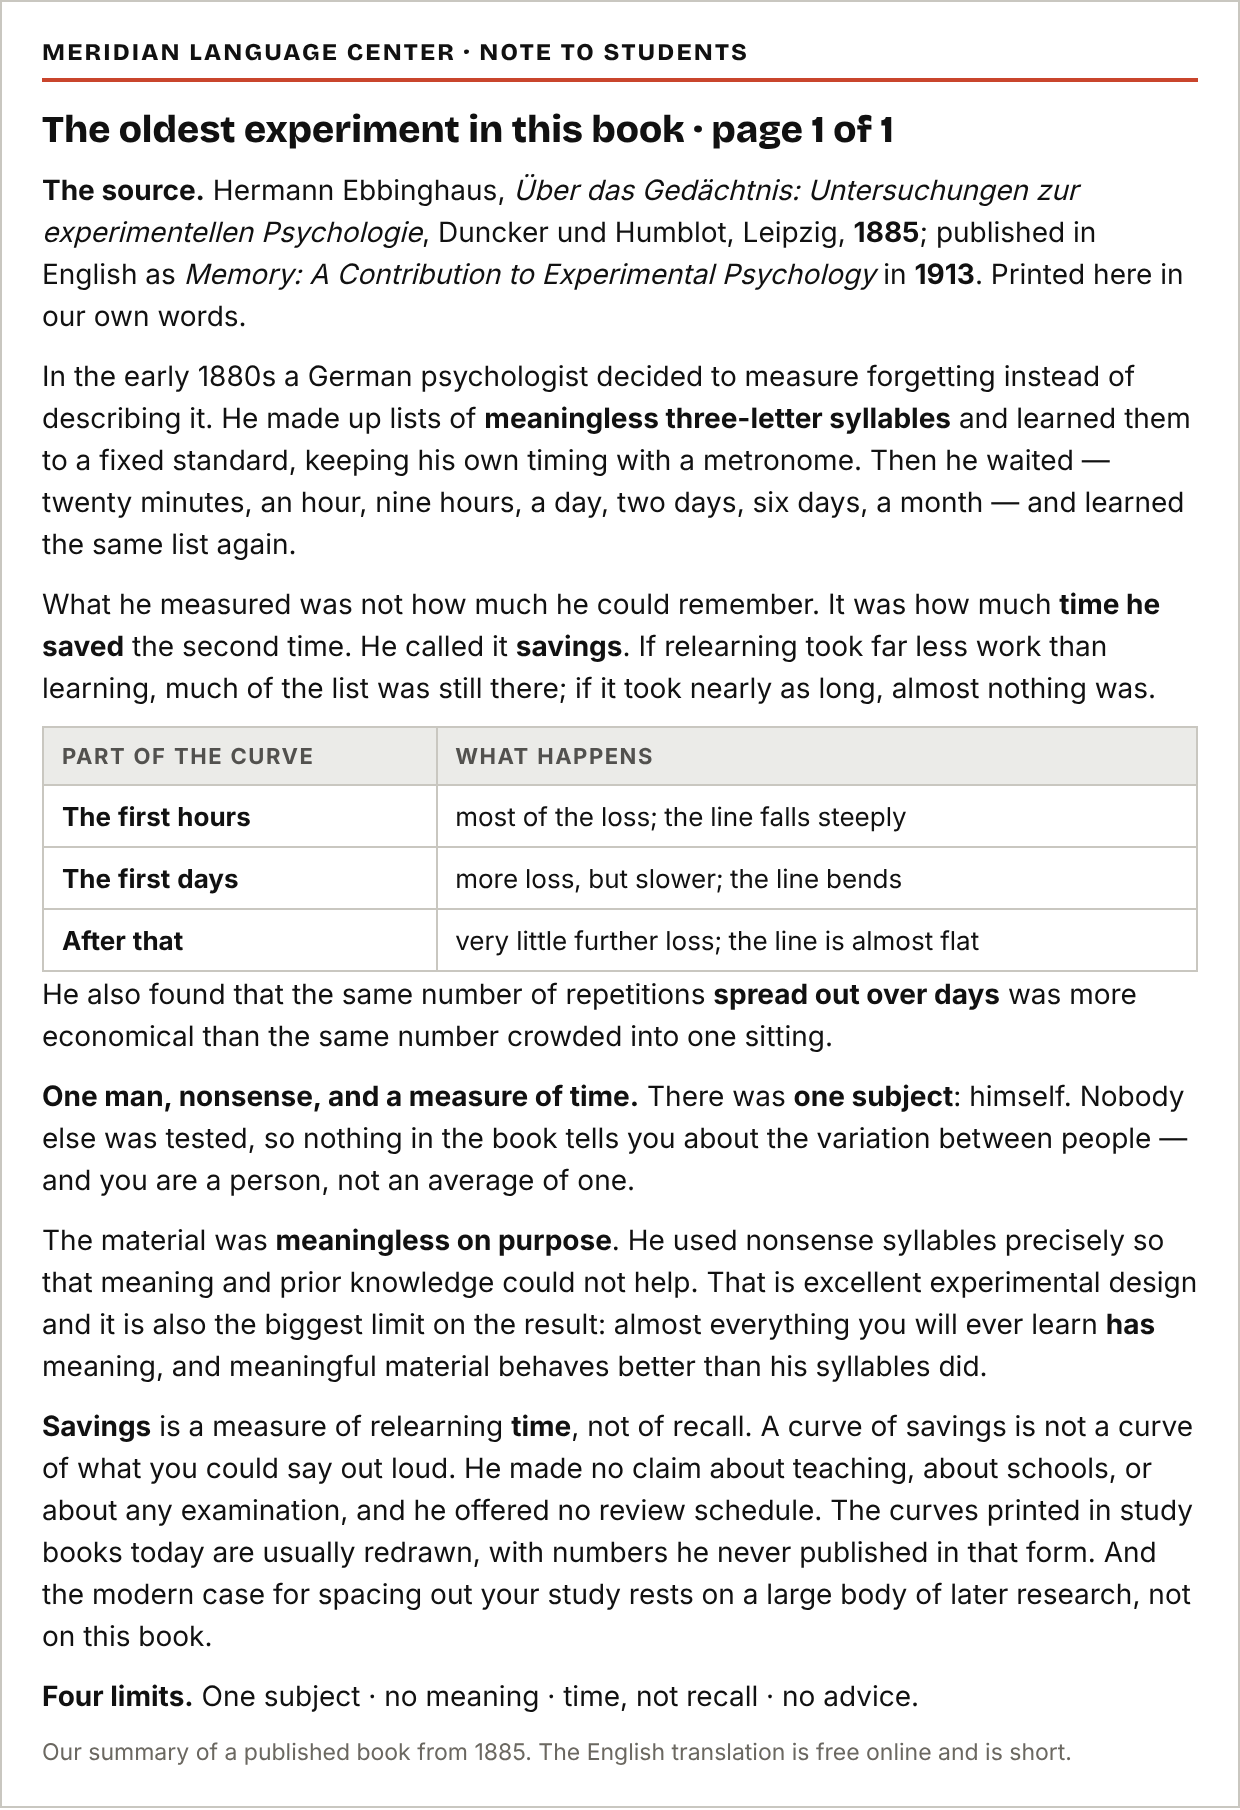 MERIDIAN LANGUAGE CENTER · NOTE TO STUDENTS
The oldest experiment in this book · page 1 of 1
The source. Hermann Ebbinghaus, Über das Gedächtnis: Untersuchungen zur
experimentellen Psychologie, Duncker und Humblot, Leipzig, 1885; published in
English as Memory: A Contribution to Experimental Psychology in 1913. Printed here in
our own words.
In the early 1880s a German psychologist decided to measure forgetting instead of
describing it. He made up lists of meaningless three-letter syllables and learned them
to a fixed standard, keeping his own timing with a metronome. Then he waited —
twenty minutes, an hour, nine hours, a day, two days, six days, a month — and learned
the same list again.
What he measured was not how much he could remember. It was how much time he
saved the second time. He called it savings. If relearning took far less work than
learning, much of the list was still there; if it took nearly as long, almost nothing was.
PART OF THE CURVE WHAT HAPPENS
The first hours most of the loss; the line falls steeply
The first days more loss, but slower; the line bends
After that very little further loss; the line is almost flat
He also found that the same number of repetitions spread out over days was more
economical than the same number crowded into one sitting.
One man, nonsense, and a measure of time. There was one subject: himself. Nobody
else was tested, so nothing in the book tells you about the variation between people —
and you are a person, not an average of one.
The material was meaningless on purpose. He used nonsense syllables precisely so
that meaning and prior knowledge could not help. That is excellent experimental design
and it is also the biggest limit on the result: almost everything you will ever learn has
meaning, and meaningful material behaves better than his syllables did.
Savings is a measure of relearning time, not of recall. A curve of savings is not a curve
of what you could say out loud. He made no claim about teaching, about schools, or
about any examination, and he offered no review schedule. The curves printed in study
books today are usually redrawn, with numbers he never published in that form. And
the modern case for spacing out your study rests on a large body of later research, not
on this book.
Four limits. One subject · no meaning · time, not recall · no advice.
Our summary of a published book from 1885. The English translation is free online and is short.